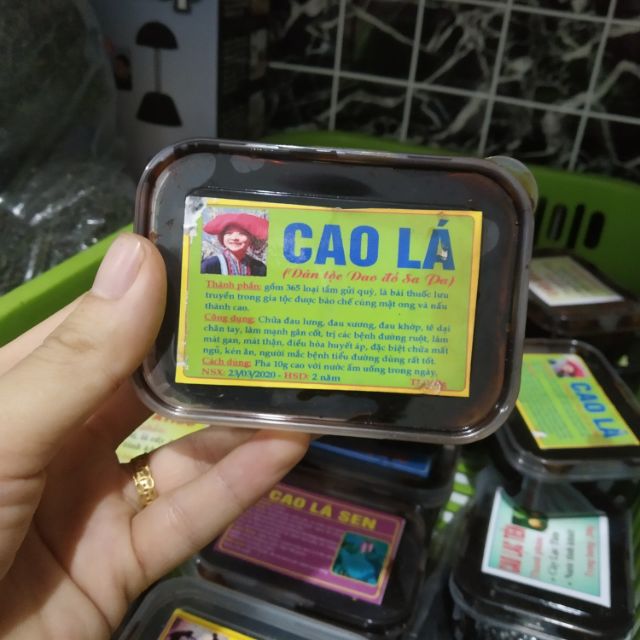 CAO LÁ
(Dân tộc Dao đỏ Sa Pa)
Thành phần: gồm 365 loại tầm gửi quý, là bài thuốc lưu
truyền trong gia tộc được bào chế cùng mật ong và nấu
thành cao.
Công dụng: Chữa đau lưng, đau xương, đau khớp, tê dại
chân tay, làm mạnh gân cốt, trị các bệnh đường ruột, làm
mát gan, mát thận, điều hòa huyết áp, đặc biệt chữa mất
ngủ, kén ăn, người mắc bệnh tiểu đường dùng rất tốt.
Cách dùng: Pha 10g cao với nước ấm uống trong ngày.
NSX: 23/03/2020 - HSD: 2 năm
CAO LÁ
CAO LÁ SEN